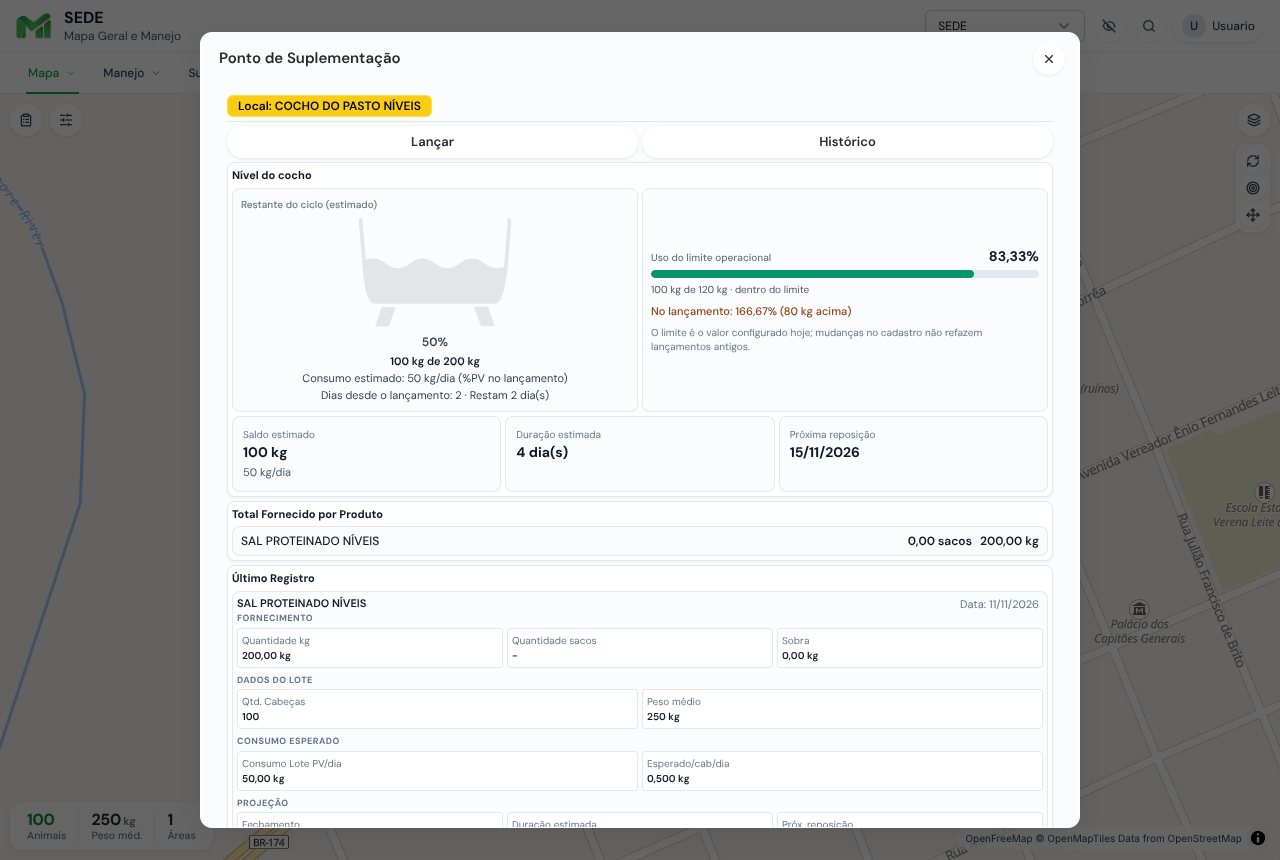 SEDE
Mapa Geral e Manejo
SEDE
U
Usuario
Mapa
Manejo
Ponto de Suplementação
Local: COCHO DO PASTO NÍVEIS
Lançar
Histórico
Nível do cocho
Restante do ciclo (estimado)
50%
100 kg de 200 kg
Consumo estimado: 50 kg/dia (%PV no lançamento)
Dias desde o lançamento: 2 · Restam 2 dia(s)
Uso do limite operacional
83,33%
100 kg de 120 kg · dentro do limite
No lançamento: 166,67% (80 kg acima)
O limite é o valor configurado hoje; mudanças no cadastro não refazem
lançamentos antigos.
Saldo estimado
100 kg
50 kg/dia
Duração estimada
4 dia(s)
Próxima reposição
15/11/2026
Total Fornecido por Produto
SAL PROTEINADO NÍVEIS
0,00 sacos 200,00 kg
Último Registro
SAL PROTEINADO NÍVEIS
Data: 11/11/2026
FORNECIMENTO
Quantidade kg
200,00 kg
Quantidade sacos
-
Sobra
0,00 kg
DADOS DO LOTE
Qtd. Cabeças
100
Peso médio
250 kg
CONSUMO ESPERADO
Consumo Lote PV/dia
50,00 kg
Esperado/cab/dia
0,500 kg
PROJEÇÃO
Fechamento
Duração estimada
Próx. reposição
100
Animais
250 kg
Peso méd.
1
Áreas
BR-174
(ruínas)
Avenida Vereador Ênio Fernandes Leit
Escola Esta
Verena Leite
Rua Julião Francisco de Brito
Palácio dos
Capitães Generais
OpenFreeMap © OpenMapTiles Data from OpenStreetMap